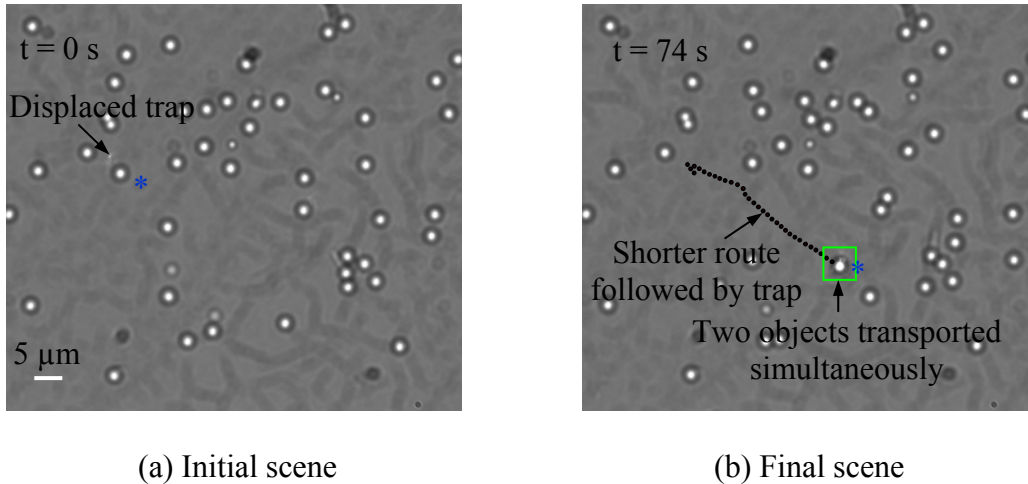 t = 0 s
Displaced trap
*
5 µm
(a) Initial scene
t = 74 s
Shorter route
followed by trap
*
Two objects transported
simultaneously
(b) Final scene